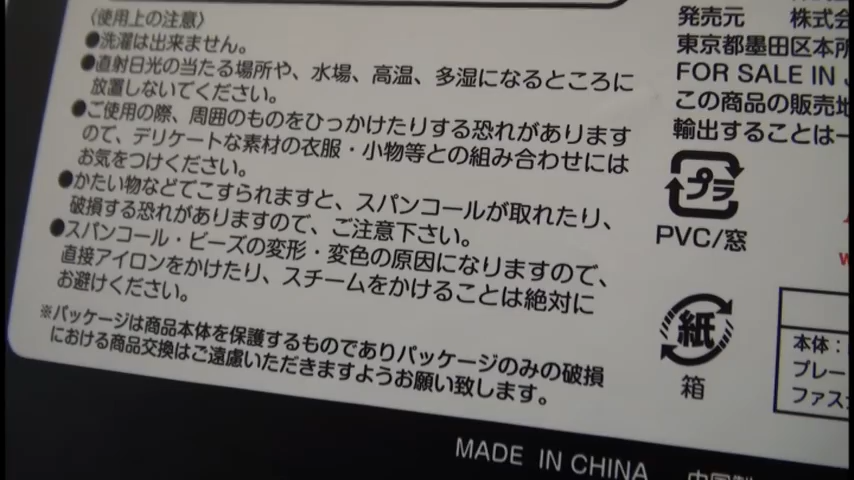 〈使用上の注意〉
●洗濯は出来ません。
●直射日光の当たる場所や、水場、高温、多湿になるところに
放置しないでください。
●ご使用の際、周囲のものをひっかけたりする恐れがあります
ので、デリケートな素材の衣服・小物等との組み合わせには
お気をつけください。
●かたい物などでこすられますと、スパンコールが取れたり、
破損する恐れがありますので、ご注意下さい。
●スパンコール・ビーズの変形・変色の原因になりますので、
直接アイロンをかけたり、スチームをかけることは絶対に
お避けください。
※パッケージは商品本体を保護するものでありパッケージのみの破損
における商品交換はご遠慮いただきますようお願い致します。
発売元 株式会
東京都墨田区本所
FOR SALE IN
この商品の販売地
輸出することは一
プラ
PVC/窓
紙
箱
本体:
プレー
ファス
MADE IN CHINA 中国製